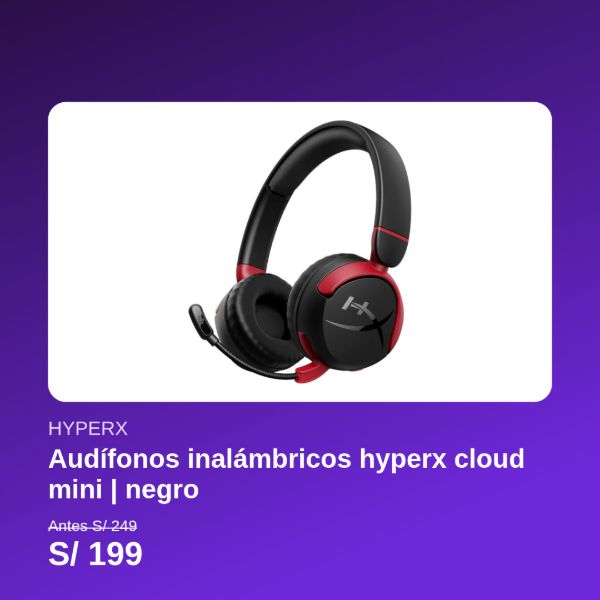 HYPERX
Audífonos inalámbricos hyperx cloud
mini | negro
Antes S/ 249
S/ 199